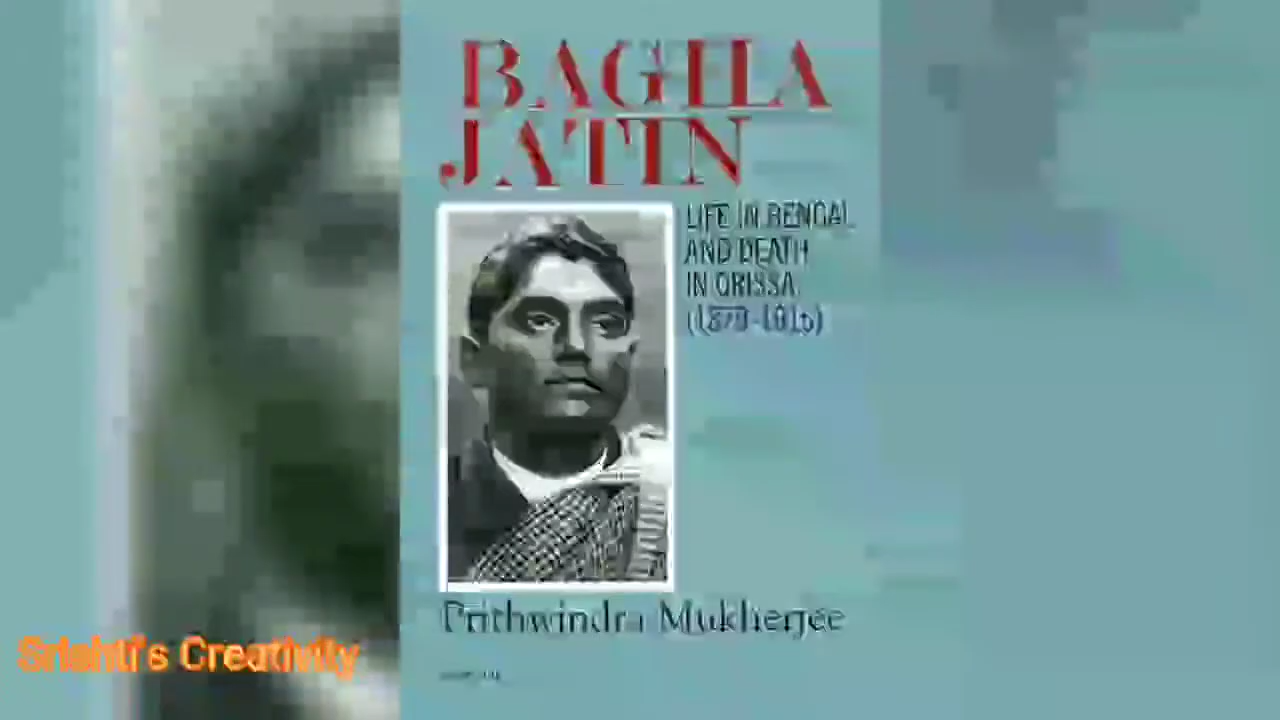 BAGHA
JATIN
LIFE IN BENGAL
AND DEATH
IN ORISSA
(1879-1915)
Prithwindra Mukherjee
Srishti's Creativity